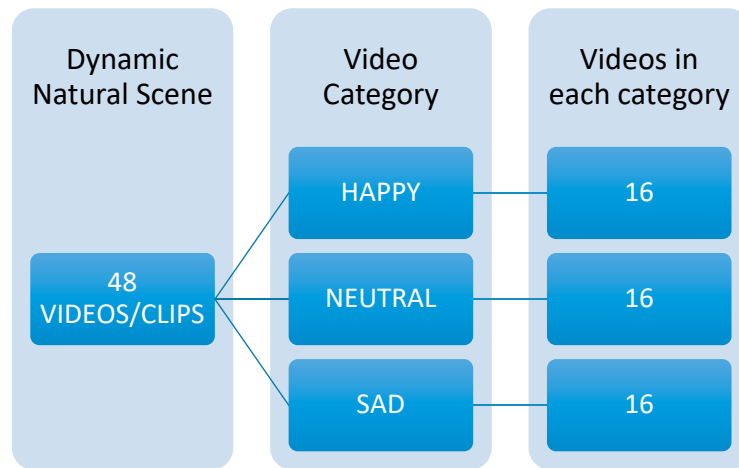 Dynamic
Natural Scene
Video
Category
Videos in
each category
48
VIDEOS/CLIPS
HAPPY
16
NEUTRAL
16
SAD
16